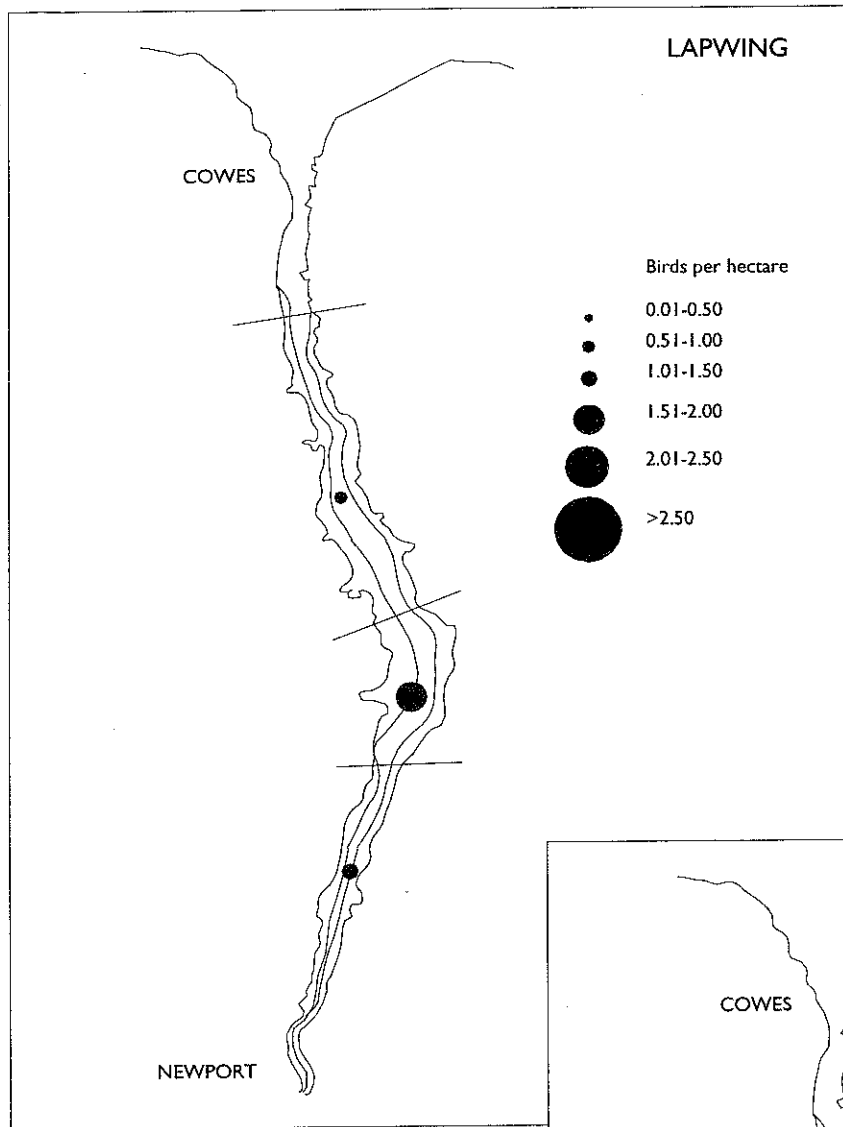 LAPWING
COWES
Birds per hectare
0.01-0.50
0.51-1.00
1.01-1.50
1.51-2.00
2.01-2.50
>2.50
COWES
NEWPORT